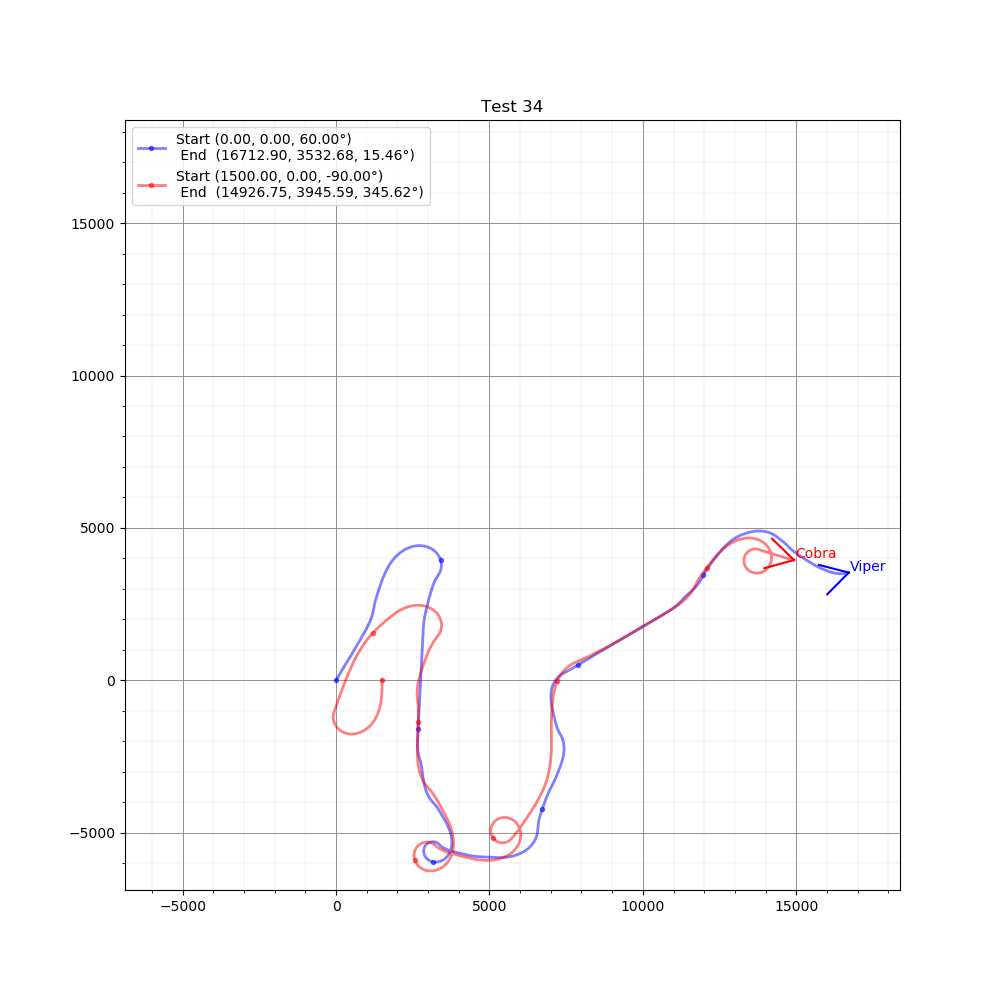 Test 34
Start (0.00, 0.00, 60.00°)
End (16712.90, 3532.68, 15.46°)
Start (1500.00, 0.00, -90.00°)
End (14926.75, 3945.59, 345.62°)
15000
10000
5000
Cobra
Viper
0
−5000
−5000
0
5000
10000
15000